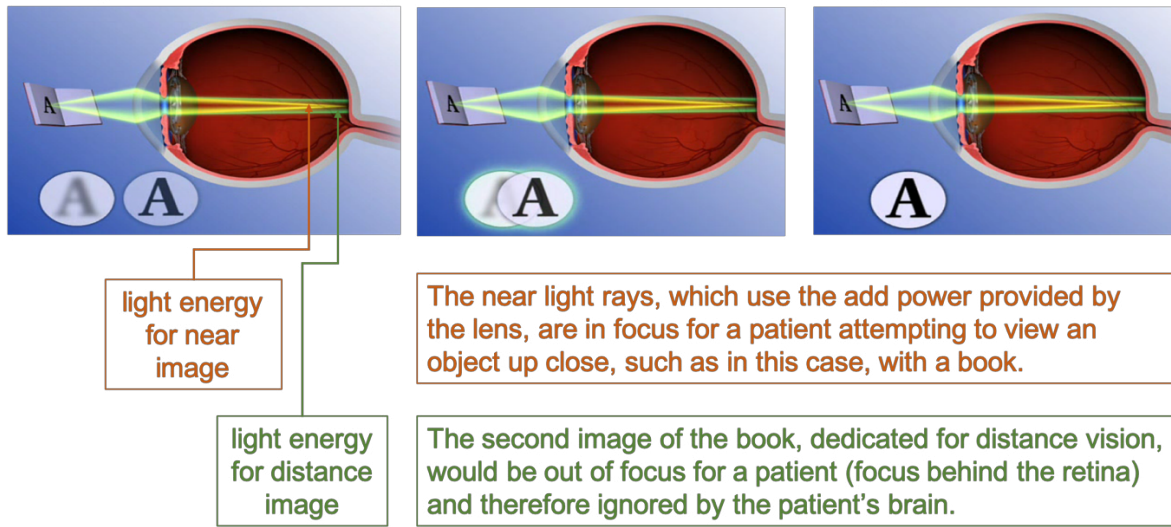 A
A A
A
A A
A
A
light energy
for near
image
The near light rays, which use the add power provided by
the lens, are in focus for a patient attempting to view an
object up close, such as in this case, with a book.
light energy
for distance
image
The second image of the book, dedicated for distance vision,
would be out of focus for a patient (focus behind the retina)
and therefore ignored by the patient’s brain.